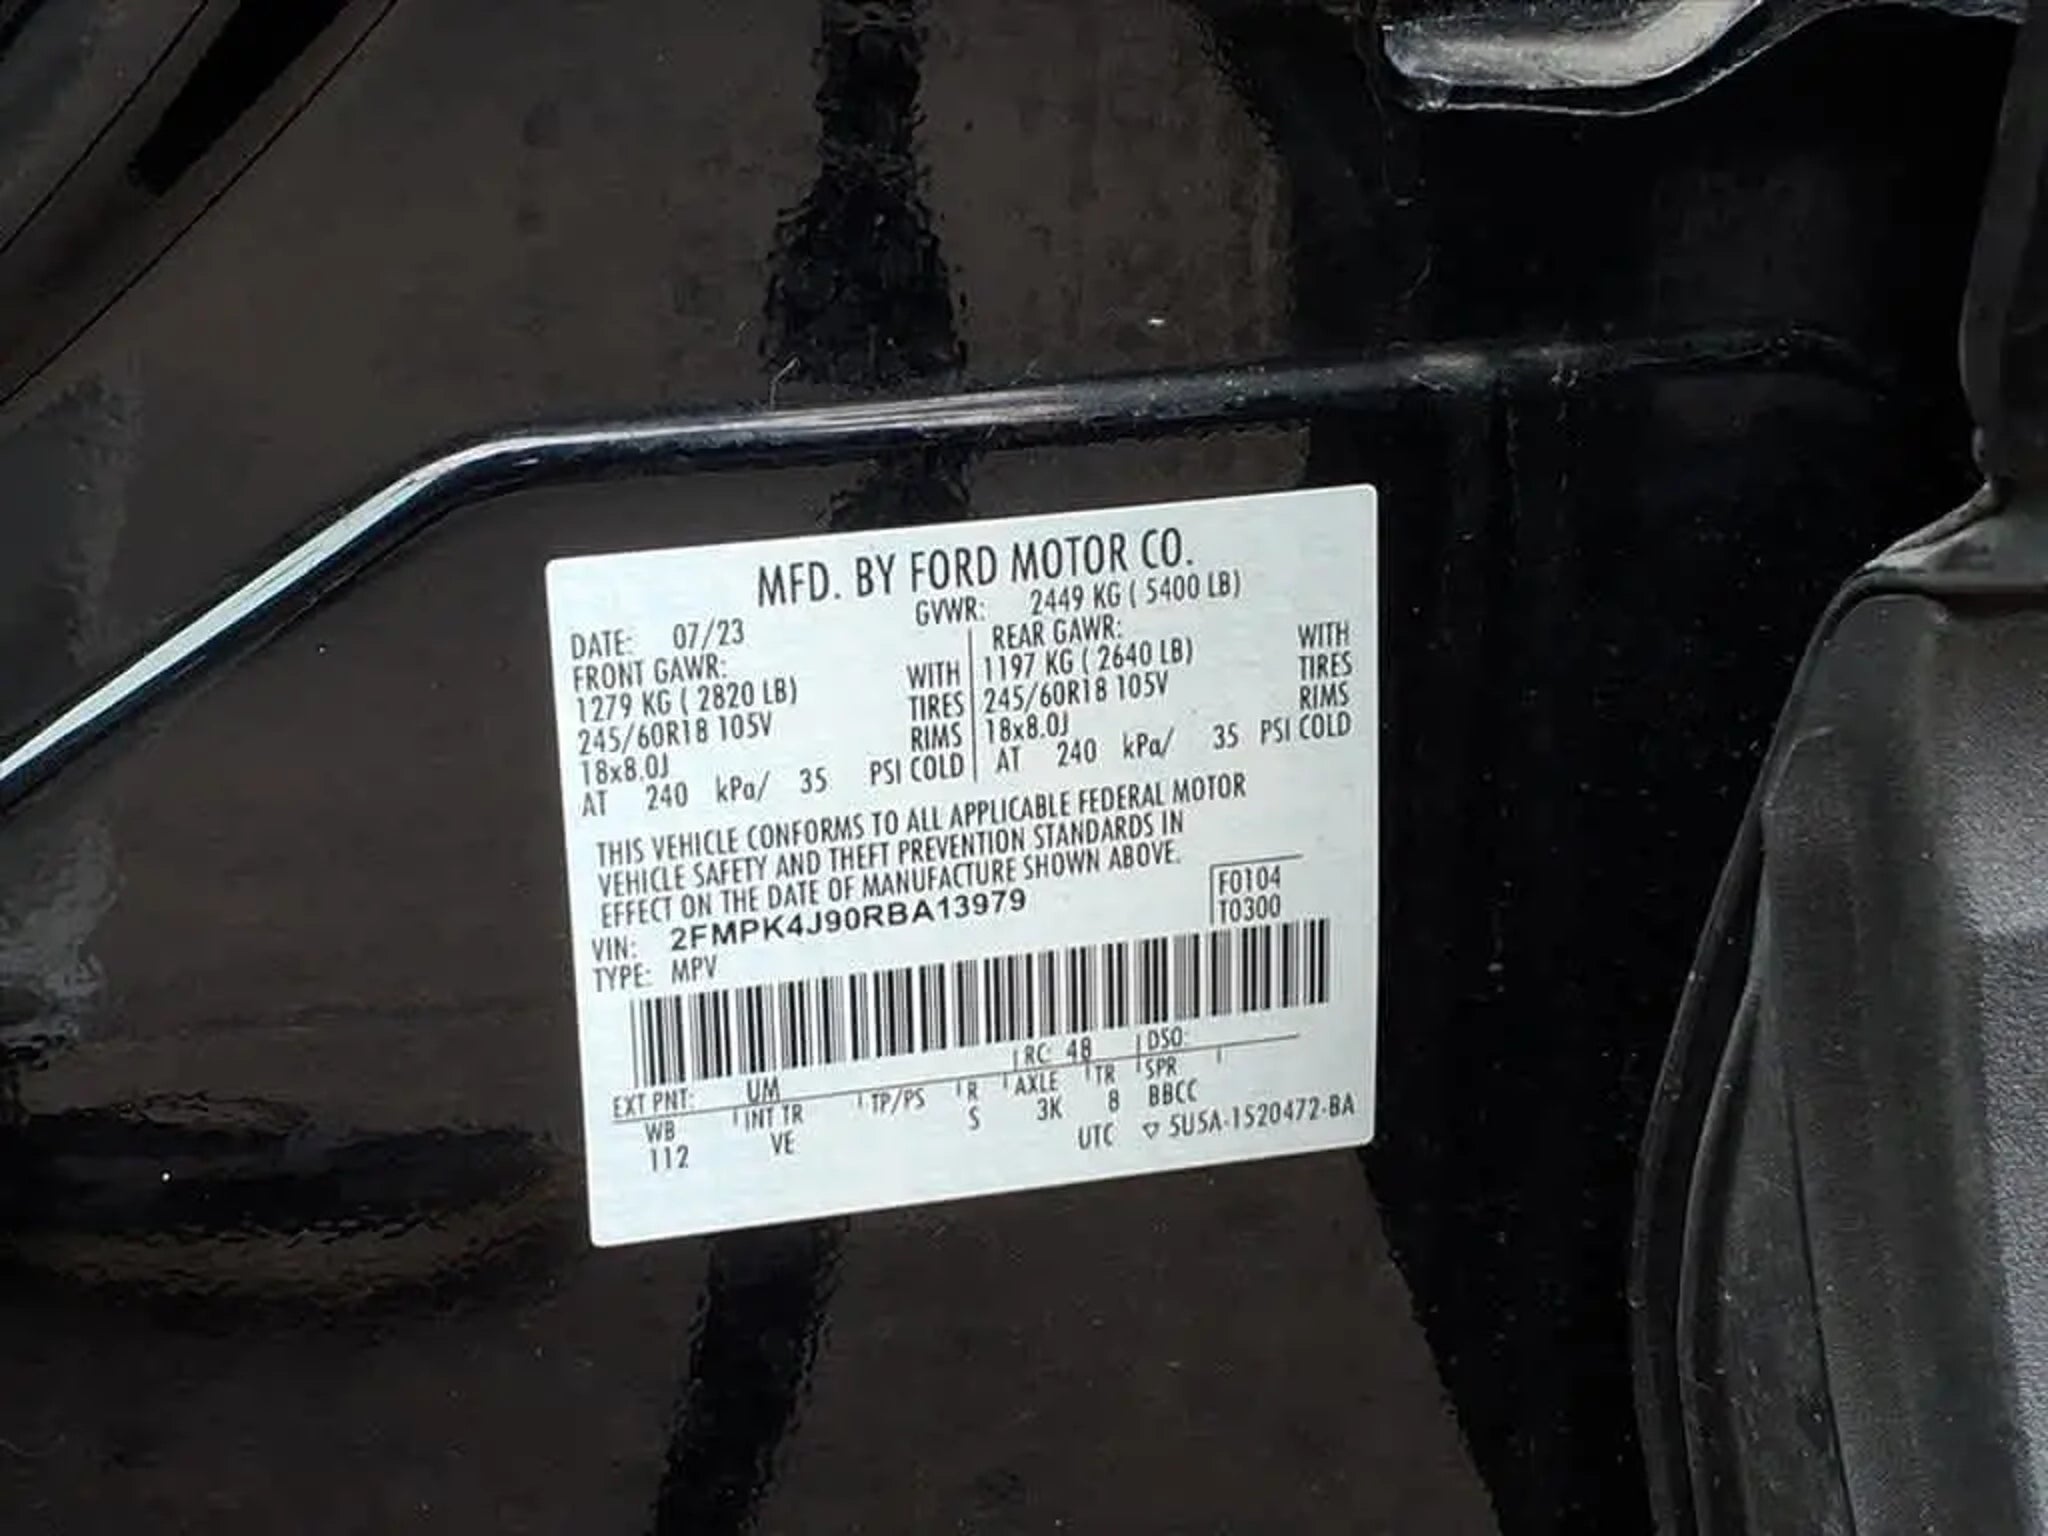 MFD. BY FORD MOTOR CO.
DATE: 07/23 GVWR: 2449 KG ( 5400 LB)
FRONT GAWR: REAR GAWR:
1279 KG ( 2820 LB) WITH 1197 KG ( 2640 LB) WITH
245/60R18 105V TIRES 245/60R18 105V TIRES
18x8.0J RIMS 18x8.0J RIMS
AT 240 kPa/ 35 PSI COLD AT 240 kPa/ 35 PSI COLD
THIS VEHICLE CONFORMS TO ALL APPLICABLE FEDERAL MOTOR
VEHICLE SAFETY AND THEFT PREVENTION STANDARDS IN
EFFECT ON THE DATE OF MANUFACTURE SHOWN ABOVE.
VIN: 2FMPK4J90RBA13979 F0104
TYPE: MPV T0300
EXT PNT: UM RC: 48 DSO:
WB INT TR TP/PS R AXLE TR SPR
112 VE S 3K 8 BBCC
UTC ▽ 5U5A-1520472-BA